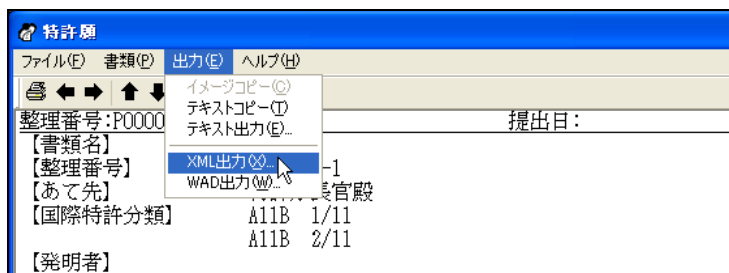 特許願
ファイル(F) 書類(P) 出力(E) ヘルプ(H)
イメージコピー(C)
テキストコピー(T)
テキスト出力(E)...
XML出力(X)...
WAD出力(W)...
整理番号:P0000 提出日:
【書類名】
【整理番号】 -1
【あて先】 長官殿
【国際特許分類】 A11B 1/11
A11B 2/11
【発明者】